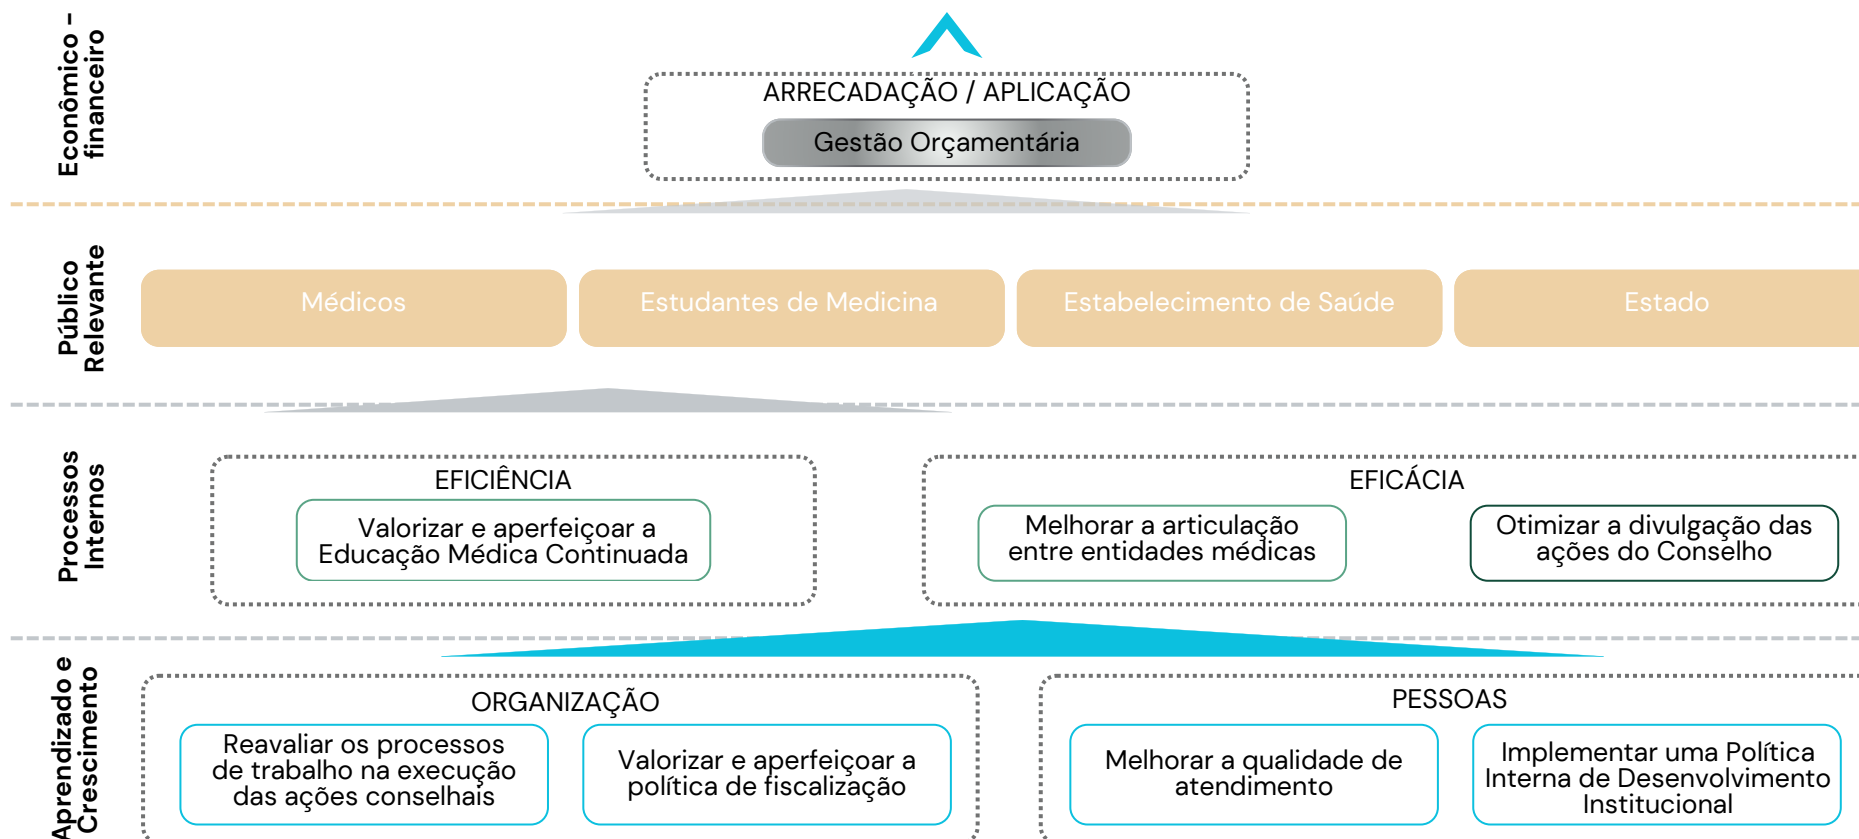 Econômico -
financeiro
ARRECADAÇÃO / APLICAÇÃO
Gestão Orçamentária
Público
Relevante
Médicos
Estudantes de Medicina
Estabelecimento de Saúde
Estado
Processos
Internos
EFICIÊNCIA
Valorizar e aperfeiçoar a
Educação Médica Continuada
EFICÁCIA
Melhorar a articulação
entre entidades médicas
Otimizar a divulgação das
ações do Conselho
Aprendizado e
Crescimento
ORGANIZAÇÃO
Reavaliar os processos
de trabalho na execução
das ações conselhais
Valorizar e aperfeiçoar a
política de fiscalização
PESSOAS
Melhorar a qualidade de
atendimento
Implementar uma Política
Interna de Desenvolvimento
Institucional